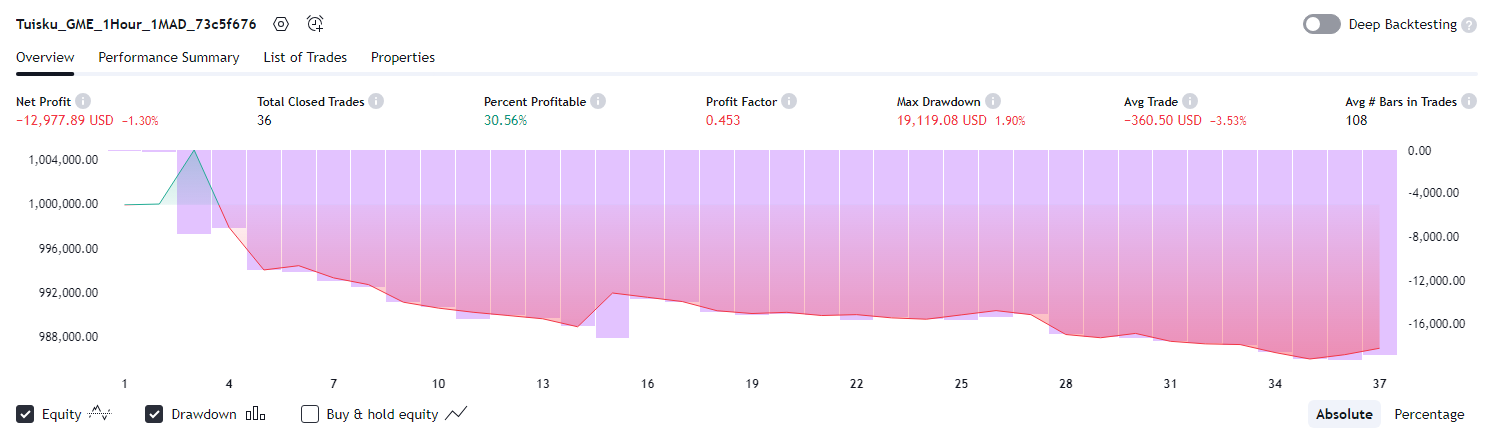 Tuisku_GME_1Hour_1MAD_73c5f676
Deep Backtesting ?
Overview Performance Summary List of Trades Properties
Net Profit i Total Closed Trades i Percent Profitable i Profit Factor i Max Drawdown i Avg Trade i Avg # Bars in Trades i
−12,977.89 USD −1.30% 36 30.56% 0.453 19,119.08 USD 1.90% −360.50 USD −3.53% 108
1,004,000.00 0.00
1,000,000.00 -4,000.00
996,000.00 -8,000.00
992,000.00 -12,000.00
988,000.00 -16,000.00
1 4 7 10 13 16 19 22 25 28 31 34 37
Equity Drawdown Buy & hold equity Absolute Percentage